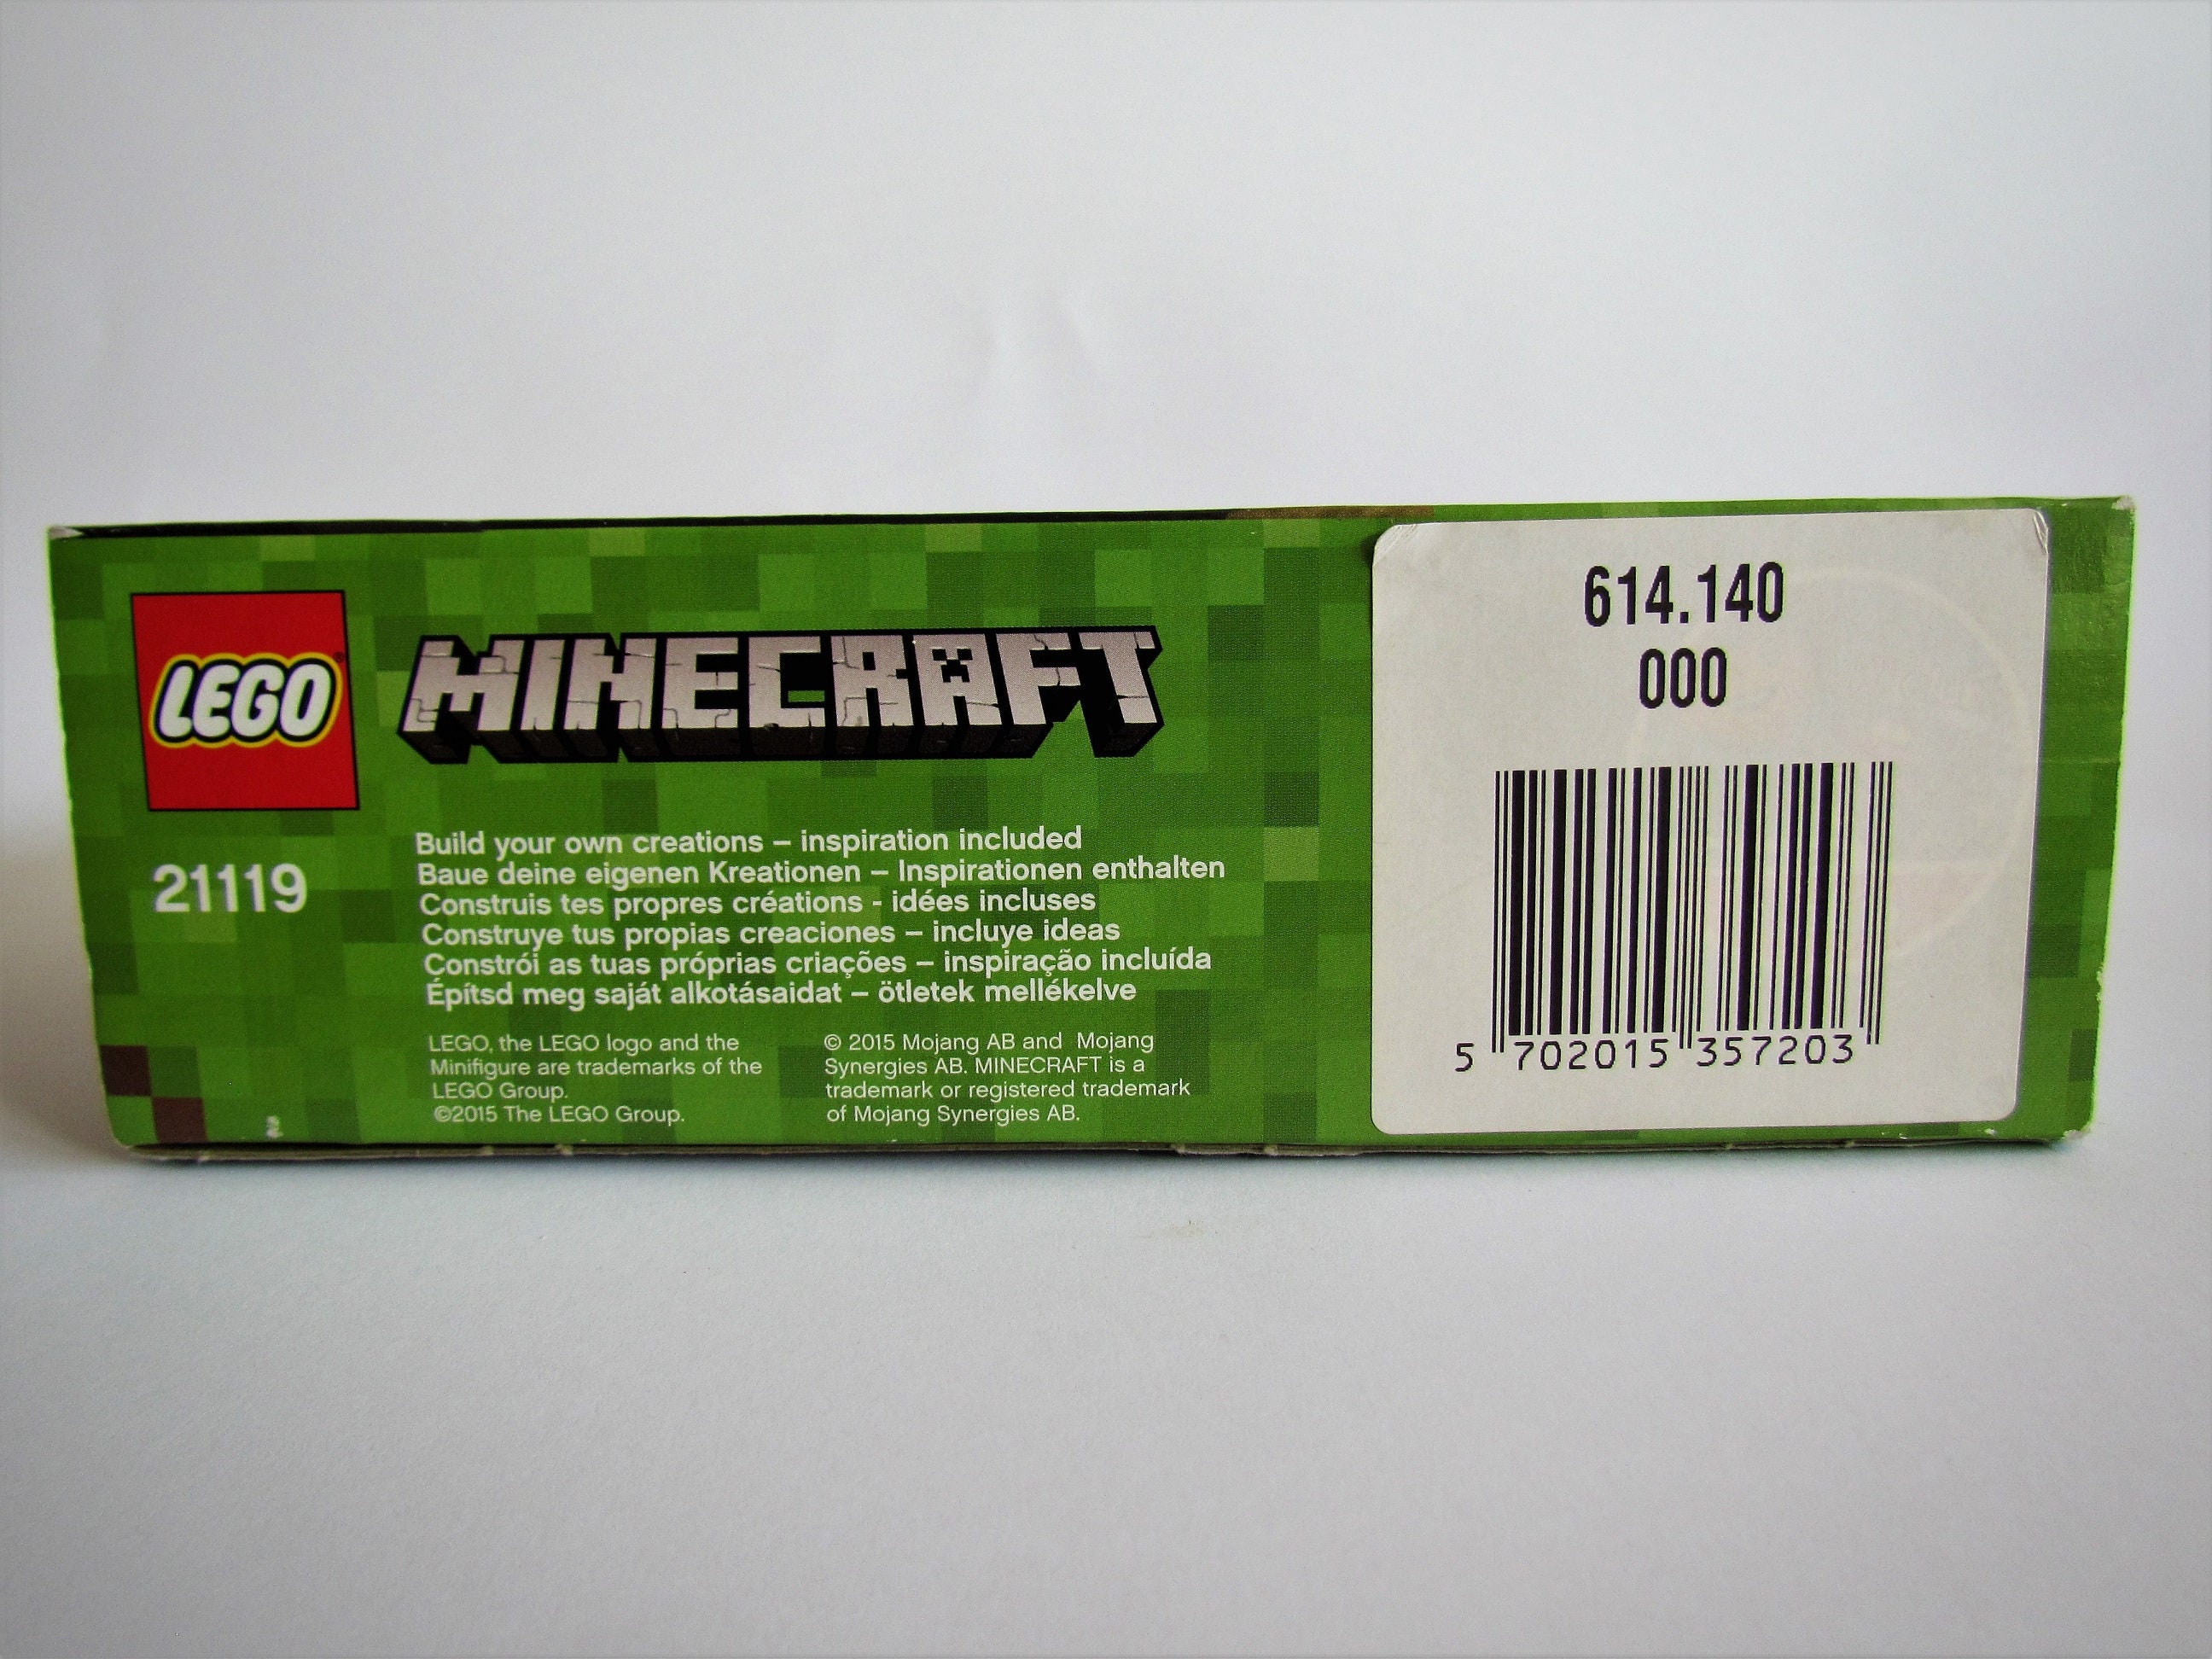 LEGO®
MINECRAFT
21119
Build your own creations – inspiration included
Baue deine eigenen Kreationen – Inspirationen enthalten
Construis tes propres créations - idées incluses
Construye tus propias creaciones – incluye ideas
Constrói as tuas próprias criações – inspiração incluída
Építsd meg saját alkotásaidat – ötletek mellékelve
LEGO, the LEGO logo and the
Minifigure are trademarks of the
LEGO Group.
©2015 The LEGO Group.
© 2015 Mojang AB and Mojang
Synergies AB. MINECRAFT is a
trademark or registered trademark
of Mojang Synergies AB.
614.140
000
5 702015 357203